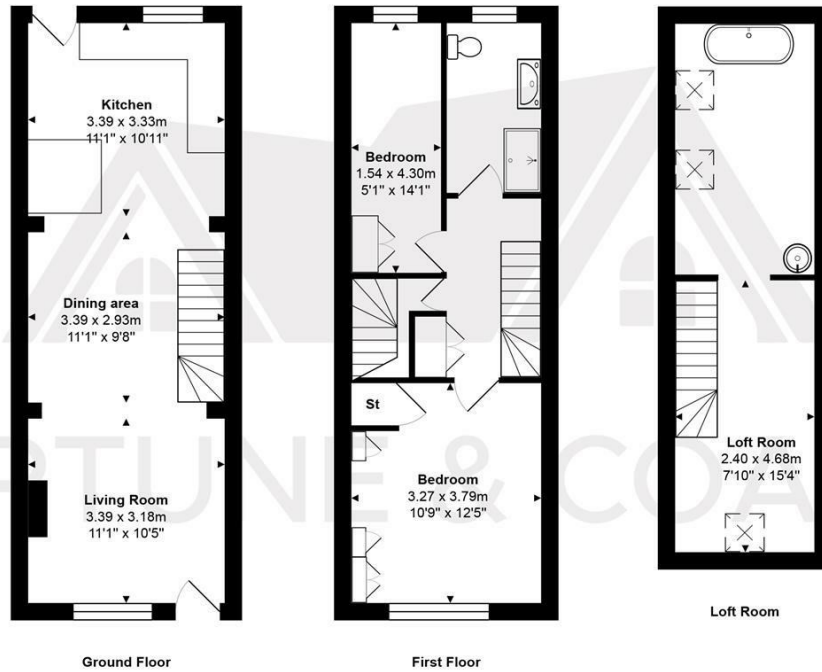 Kitchen
3.39 x 3.33m
11'1" x 10'11"
Dining area
3.39 x 2.93m
11'1" x 9'8"
Living Room
3.39 x 3.18m
11'1" x 10'5"
Ground Floor
Bedroom
1.54 x 4.30m
5'1" x 14'1"
St
Bedroom
3.27 x 3.79m
10'9" x 12'5"
First Floor
Loft Room
2.40 x 4.68m
7'10" x 15'4"
Loft Room
RTUNE & COA